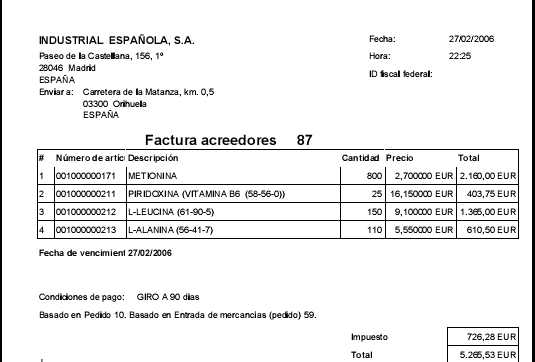 INDUSTRIAL ESPAÑOLA, S.A.
Fecha: 27/02/2006
Paseo de la Castellana, 156, 1º
Hora: 22:25
28046 Madrid
ID fiscal federal:
ESPAÑA
Enviar a: Carretera de la Matanza, km. 0,5
03300 Orihuela
ESPAÑA
Factura acreedores 87
# Número de artíc Descripción Cantidad Precio Total
1 001000000171 METIONINA 800 2,700000 EUR 2.160,00 EUR
2 001000000211 PIRIDOXINA (VITAMINA B6 (58-56-0)) 25 16,150000 EUR 403,75 EUR
3 001000000212 L-LEUCINA (61-90-5) 150 9,100000 EUR 1.365,00 EUR
4 001000000213 L-ALANINA (56-41-7) 110 5,550000 EUR 610,50 EUR
Fecha de vencimient 27/02/2006
Condiciones de pago: GIRO A 90 dias
Basado en Pedido 10. Basado en Entrada de mercancías (pedido) 59.
Impuesto 726,28 EUR
Total 5.265,53 EUR